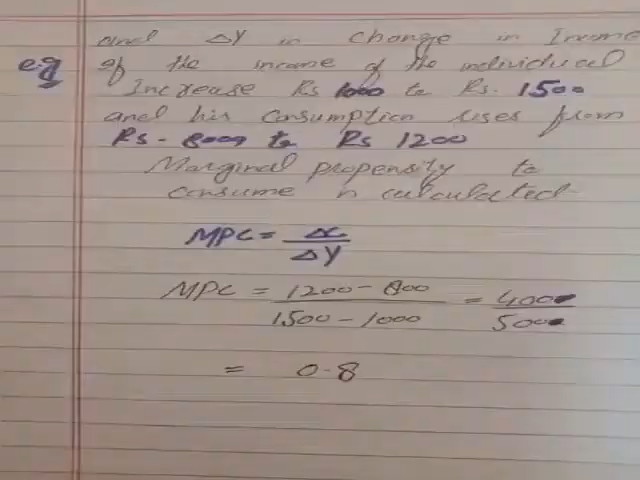 and ΔY in Change in Income
e.g of the income of the individual
Increase Rs 1000 to Rs. 1500
and his consumption rises from
Rs - 800 to Rs 1200
Marginal propensity to
consume is calculated
MPC = ΔC / ΔY
MPC = 1200 - 800 / 1500 - 1000 = 400 / 500
= 0.8